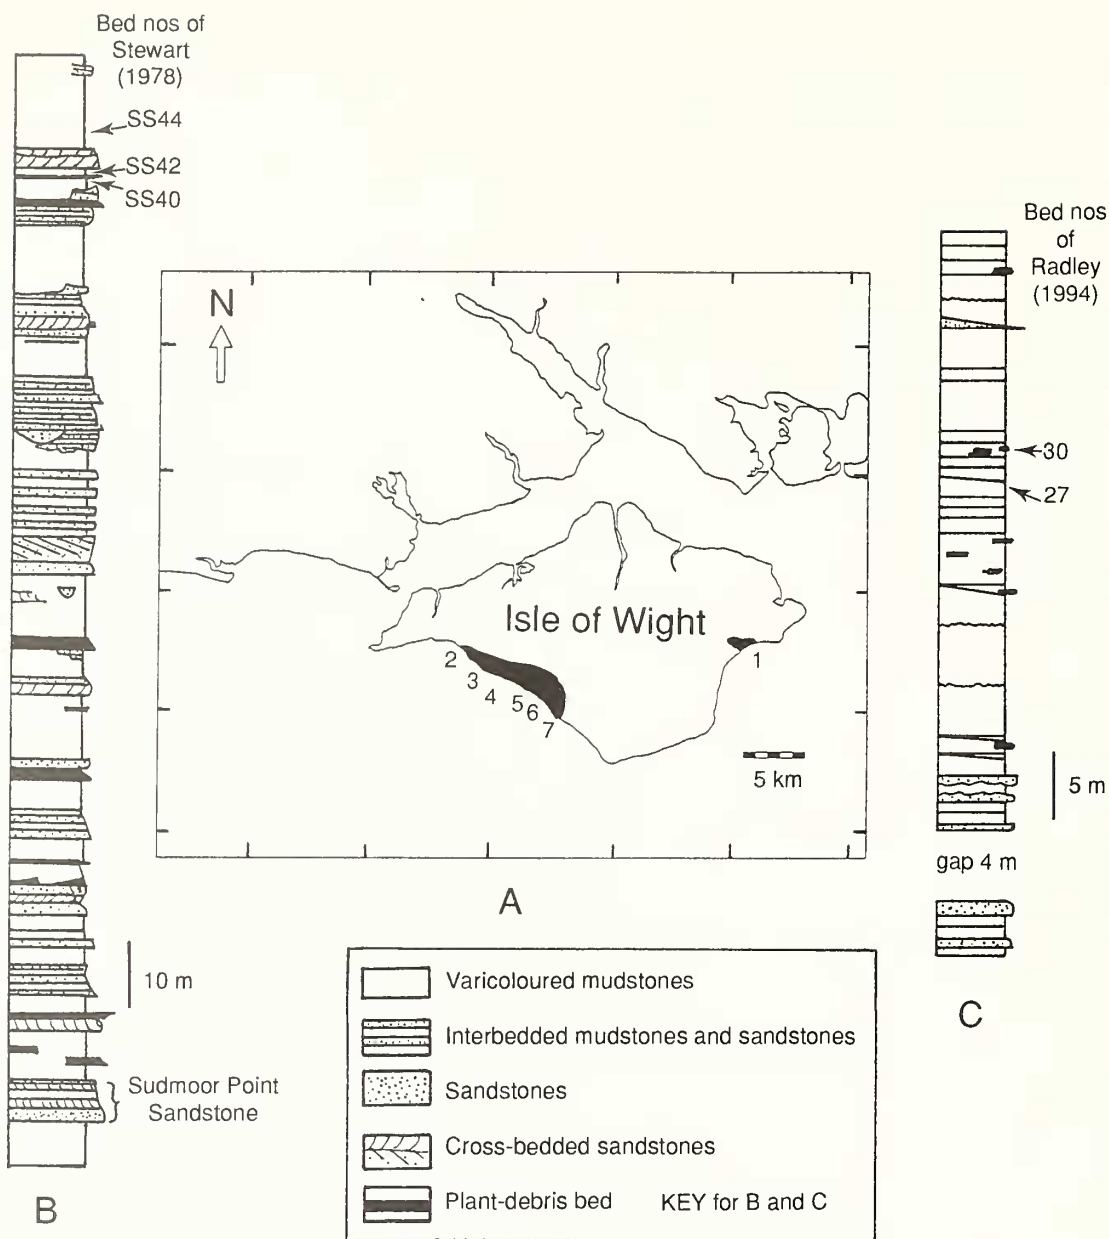 Bed nos of
Stewart
(1978)
SS44
SS42
SS40
10 m
Sudmoor Point
Sandstone
B
N
Isle of Wight
1
2
3
4
5
6
7
5 km
A
Bed nos
of
Radley
(1994)
30
27
5 m
gap 4 m
C
Varicoloured mudstones
Interbedded mudstones and sandstones
Sandstones
Cross-bedded sandstones
Plant-debris bed KEY for B and C